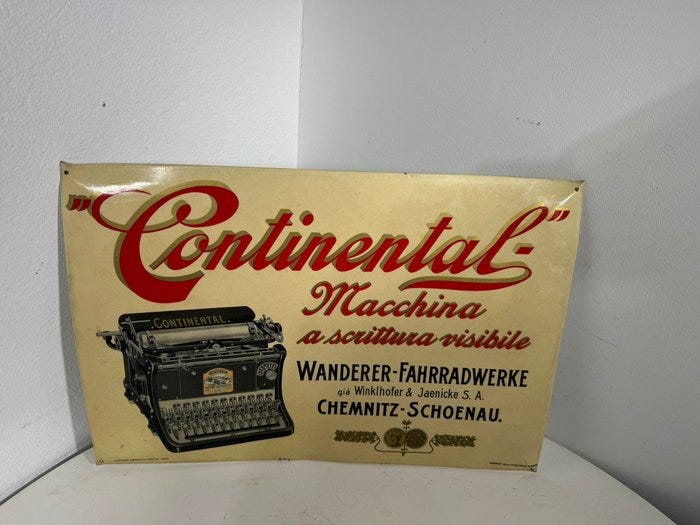 "Continental-"
Macchina
a scrittura visibile
CONTINENTAL
WANDERER-FAHRRADWERKE
già Winklhofer & Jaenicke S. A.
CHEMNITZ-SCHOENAU.